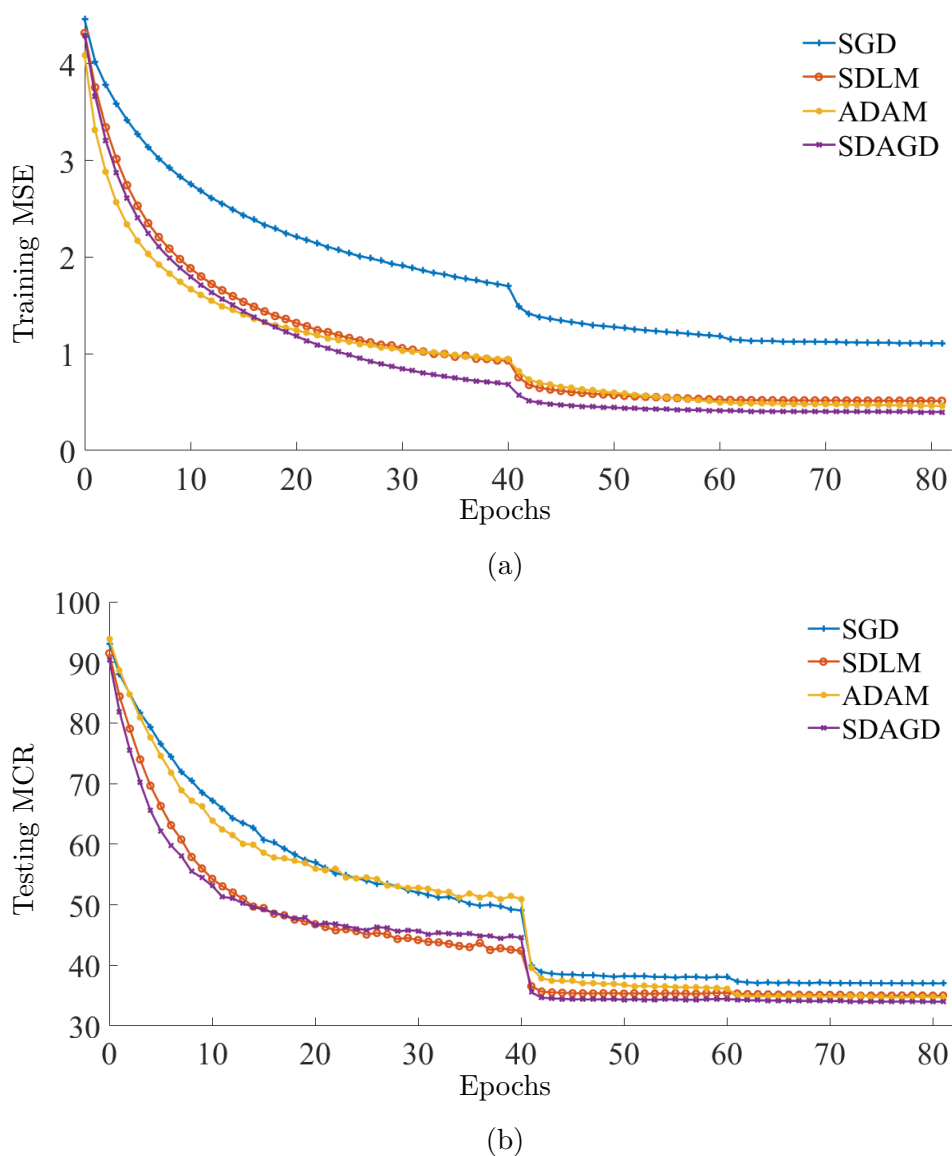 4
3
2
1
0
Training MSE
SGD
SDLM
ADAM
SDAGD
0 10 20 30 40 50 60 70 80
Epochs
(a)
100
90
80
70
60
50
40
30
Testing MCR
SGD
SDLM
ADAM
SDAGD
0 10 20 30 40 50 60 70 80
Epochs
(b)